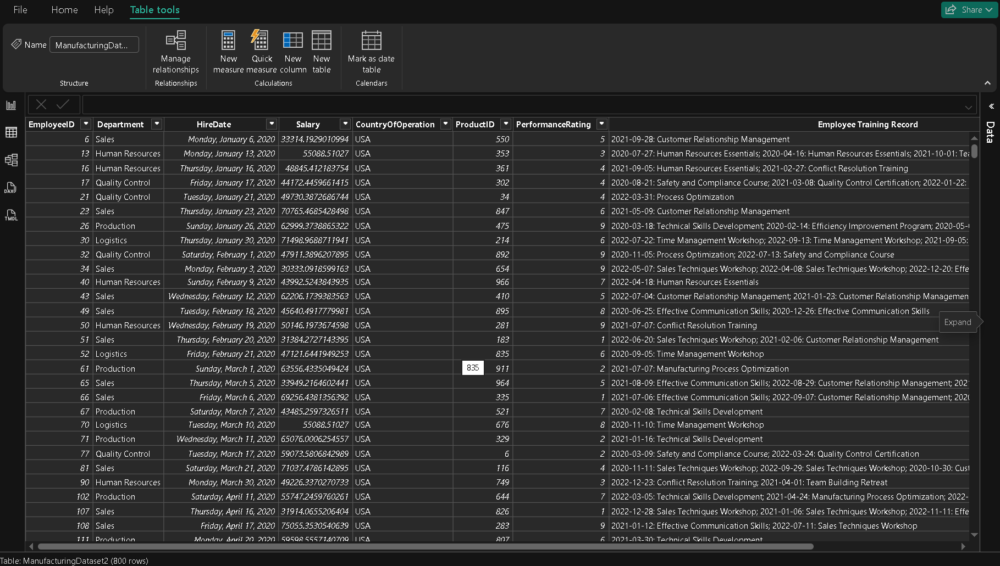 File Home Help Table tools Share
Name ManufacturingDat...
Manage relationships
New measure
Quick measure
New column
New table
Mark as date table
Structure Relationships Calculations Calendars
DAX
TMDL
Data
Expand
EmployeeID Department HireDate Salary CountryOfOperation ProductID PerformanceRating Employee Training Record
6 Sales Monday, January 6, 2020 33314.1929010994 USA 550 5 2021-09-28: Customer Relationship Management
13 Human Resources Monday, January 13, 2020 55088.51027 USA 353 3 2020-07-27: Human Resources Essentials; 2020-04-16: Human Resources Essentials; 2021-10-01: Tea
16 Human Resources Thursday, January 16, 2020 48845.412183754 USA 361 4 2021-09-05: Human Resources Essentials; 2021-02-27: Conflict Resolution Training
17 Quality Control Friday, January 17, 2020 44172.4459661415 USA 302 4 2020-08-21: Safety and Compliance Course; 2021-03-08: Quality Control Certification; 2022-01-22:
21 Quality Control Tuesday, January 21, 2020 49730.3872686744 USA 34 4 2022-03-31: Process Optimization
23 Sales Thursday, January 23, 2020 70765.4685428498 USA 847 6 2021-05-09: Customer Relationship Management
26 Production Sunday, January 26, 2020 62999.3738865322 USA 475 9 2020-03-18: Technical Skills Development; 2020-02-14: Efficiency Improvement Program; 2020-05-
30 Logistics Thursday, January 30, 2020 71498.9688711941 USA 214 6 2022-07-22: Time Management Workshop; 2022-09-13: Time Management Workshop; 2021-09-05:
32 Quality Control Saturday, February 1, 2020 47911.3896207895 USA 892 9 2020-11-05: Process Optimization; 2022-07-13: Safety and Compliance Course
34 Sales Monday, February 3, 2020 30333.0918599163 USA 654 9 2022-05-07: Sales Techniques Workshop; 2022-04-08: Sales Techniques Workshop; 2022-12-20: Effe
40 Human Resources Sunday, February 9, 2020 43992.5243843935 USA 966 7 2022-04-18: Human Resources Essentials
43 Sales Wednesday, February 12, 2020 62206.1739383563 USA 410 5 2022-07-04: Customer Relationship Management; 2021-01-23: Customer Relationship Managemen
49 Sales Tuesday, February 18, 2020 45640.4917779981 USA 895 8 2020-06-25: Effective Communication Skills; 2020-12-26: Effective Communication Skills
50 Human Resources Wednesday, February 19, 2020 50146.1973674598 USA 281 9 2021-07-07: Conflict Resolution Training
51 Sales Thursday, February 20, 2020 31384.2727143395 USA 183 1 2022-06-20: Sales Techniques Workshop; 2021-02-06: Customer Relationship Management
52 Logistics Friday, February 21, 2020 47121.6441949253 USA 835 6 2020-09-05: Time Management Workshop
61 Production Sunday, March 1, 2020 63556.4335049424 USA 835 911 2 2021-07-07: Manufacturing Process Optimization
65 Sales Thursday, March 5, 2020 33949.2164602441 USA 964 5 2021-08-09: Effective Communication Skills; 2022-08-29: Customer Relationship Management; 202
66 Sales Friday, March 6, 2020 69256.4381356392 USA 335 1 2021-07-06: Effective Communication Skills; 2022-09-07: Customer Relationship Management; 202
67 Production Saturday, March 7, 2020 43485.2597326511 USA 521 7 2020-02-08: Technical Skills Development
70 Logistics Tuesday, March 10, 2020 55088.51027 USA 676 8 2020-11-10: Time Management Workshop
71 Production Wednesday, March 11, 2020 65076.0006254557 USA 329 2 2021-01-16: Technical Skills Development
77 Quality Control Tuesday, March 17, 2020 59073.5806842989 USA 6 2 2020-03-09: Safety and Compliance Course; 2022-03-24: Quality Control Certification
81 Sales Saturday, March 21, 2020 71037.4786142895 USA 116 4 2020-11-11: Sales Techniques Workshop; 2022-09-29: Sales Techniques Workshop; 2020-10-30: Cust
90 Human Resources Monday, March 30, 2020 49226.3370270733 USA 749 3 2022-12-23: Conflict Resolution Training; 2021-04-01: Team Building Retreat
102 Production Saturday, April 11, 2020 55747.2459760261 USA 644 7 2022-03-05: Technical Skills Development; 2021-04-24: Manufacturing Process Optimization; 2022-
107 Sales Thursday, April 16, 2020 31914.0655206404 USA 826 1 2022-12-28: Sales Techniques Workshop; 2021-01-06: Sales Techniques Workshop; 2022-11-11: Effe
108 Sales Friday, April 17, 2020 75055.3530540639 USA 283 9 2021-01-12: Effective Communication Skills; 2022-07-11: Sales Techniques Workshop
111 Production Monday, April 20, 2020 59598.5557140709 USA 807 6 2021-03-30: Technical Skills Development
Table: ManufacturingDataset2 (800 rows)